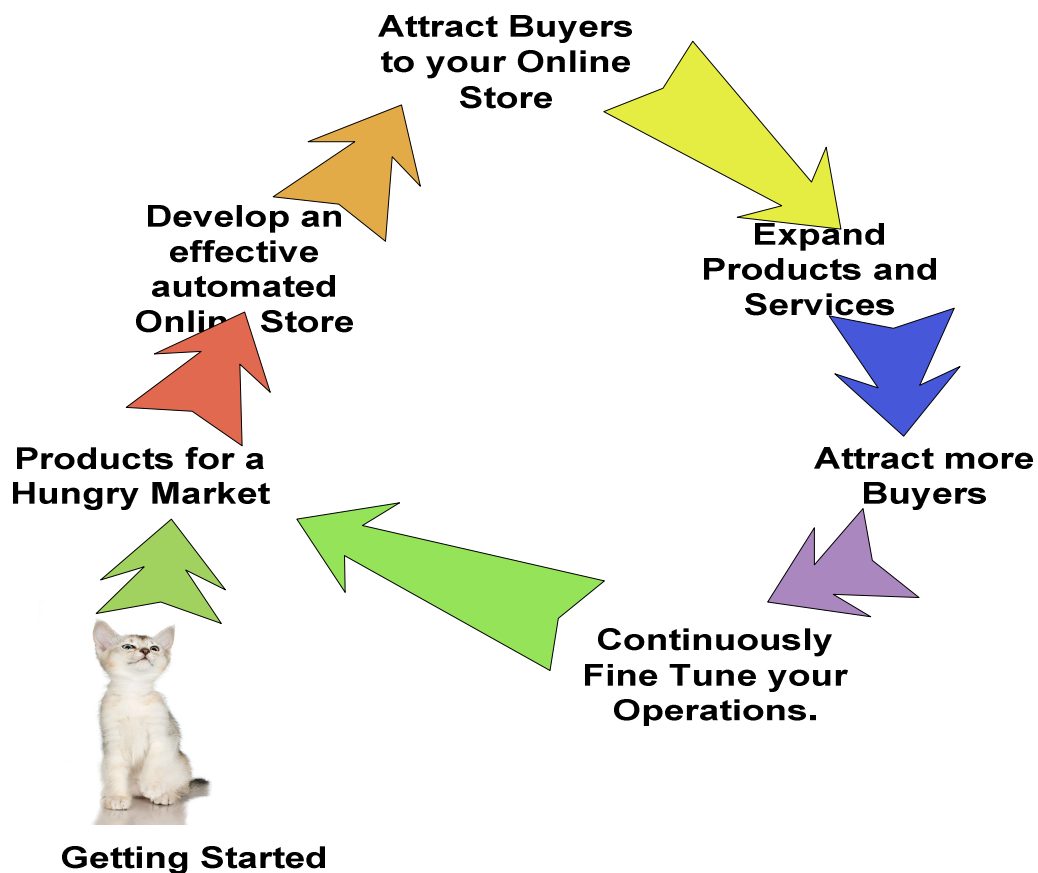 Attract Buyers
to your Online
Store
Expand
Products and
Services
Attract more
Buyers
Continuously
Fine Tune your
Operations.
Products for a
Hungry Market
Develop an
effective
automated
Online Store
Getting Started